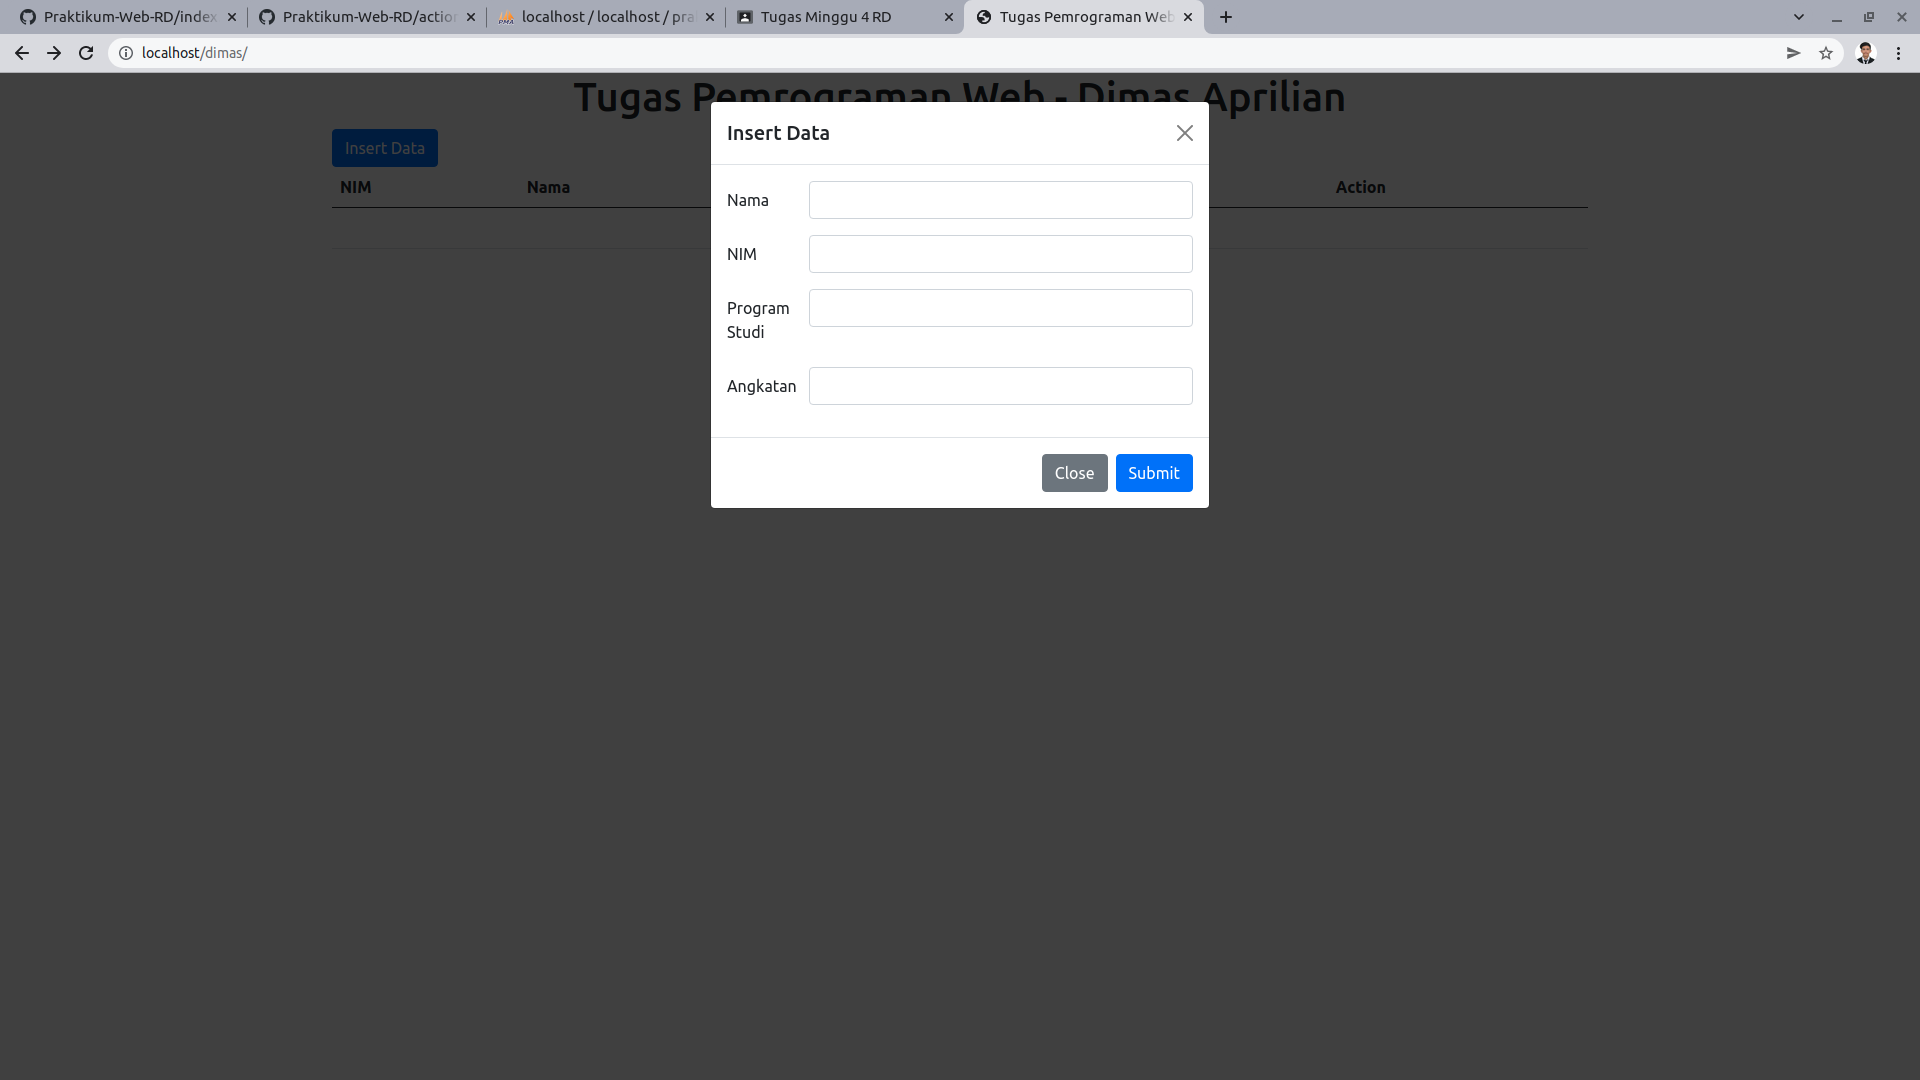 Praktikum-Web-RD/index
Praktikum-Web-RD/action
localhost / localhost / pra
Tugas Minggu 4 RD
Tugas Pemrograman Web
localhost/dimas/
Tugas Pemrograman Web - Dimas Aprilian
Insert Data
NIM Nama Action
Insert Data
Nama
NIM
Program
Studi
Angkatan
Close Submit